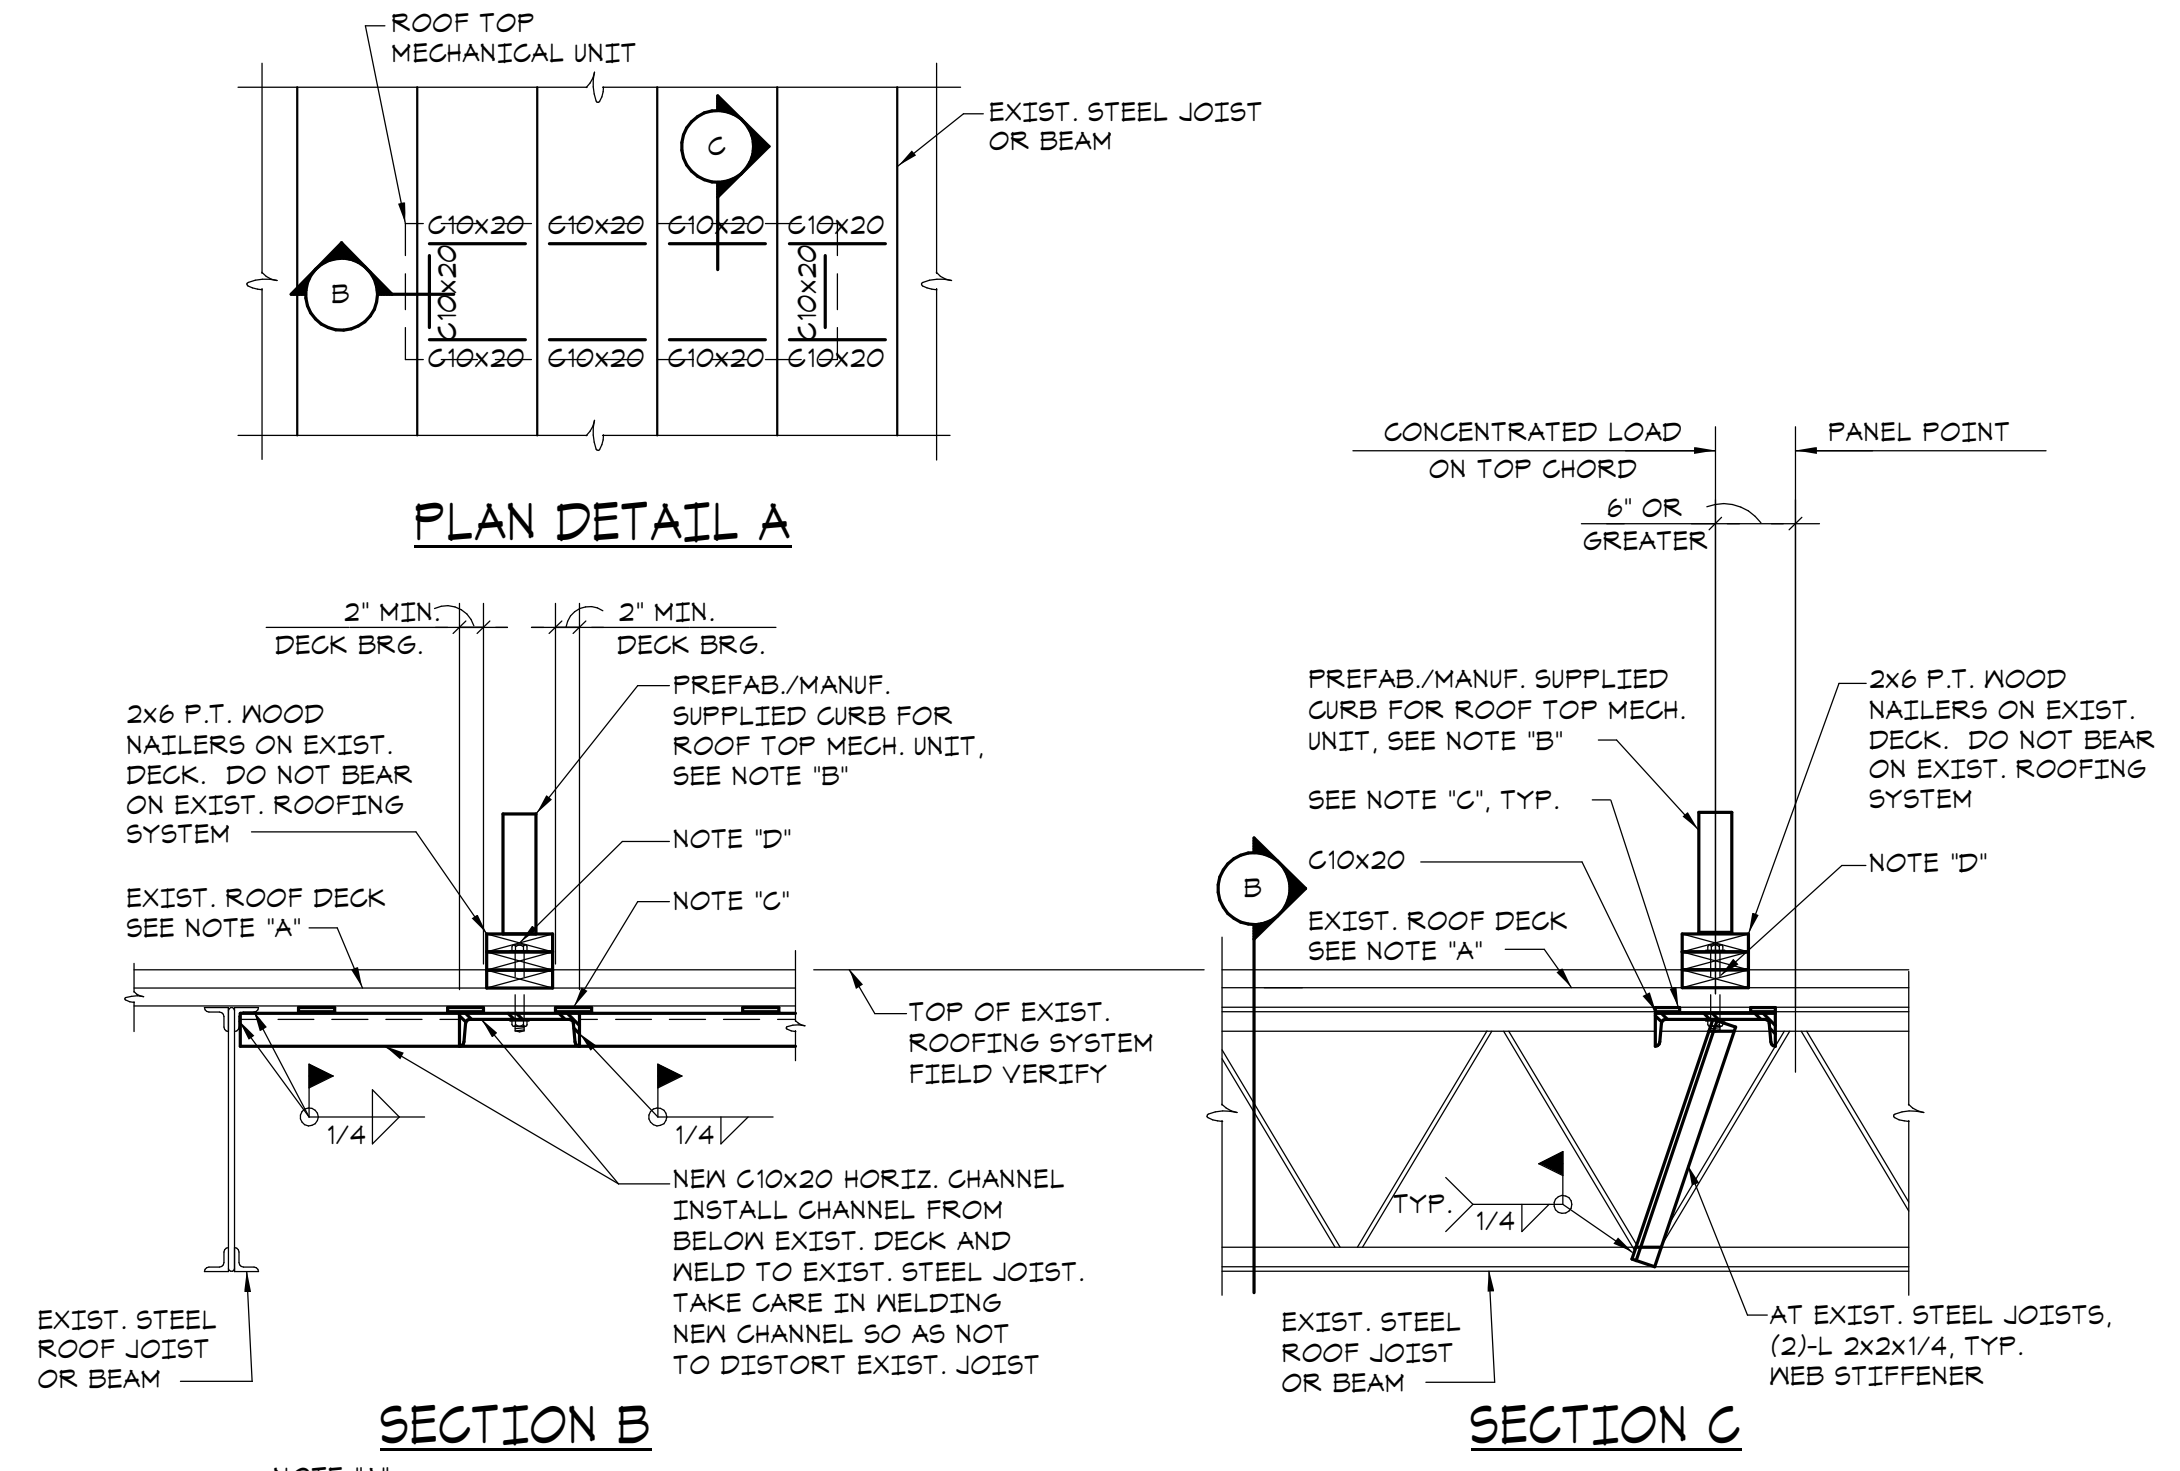 ROOF TOP
MECHANICAL UNIT
EXIST. STEEL JOIST
OR BEAM
C
C10x20 C10x20 C10x20 C10x20
C10x20
C10x20
B
C10x20 C10x20 C10x20 C10x20
PLAN DETAIL A
2" MIN.
DECK BRG.
2" MIN.
DECK BRG.
2x6 P.T. WOOD
NAILERS ON EXIST.
DECK. DO NOT BEAR
ON EXIST. ROOFING
SYSTEM
EXIST. ROOF DECK
SEE NOTE "A"
PREFAB./MANUF.
SUPPLIED CURB FOR
ROOF TOP MECH. UNIT,
SEE NOTE "B"
NOTE "D"
NOTE "C"
TOP OF EXIST.
ROOFING SYSTEM
FIELD VERIFY
1/4
1/4
NEW C10x20 HORIZ. CHANNEL
INSTALL CHANNEL FROM
BELOW EXIST. DECK AND
WELD TO EXIST. STEEL JOIST.
TAKE CARE IN WELDING
NEW CHANNEL SO AS NOT
TO DISTORT EXIST. JOIST
EXIST. STEEL
ROOF JOIST
OR BEAM
SECTION B
CONCENTRATED LOAD
ON TOP CHORD
PANEL POINT
6" OR
GREATER
PREFAB./MANUF. SUPPLIED
CURB FOR ROOF TOP MECH.
UNIT, SEE NOTE "B"
SEE NOTE "C", TYP.
C10x20
B
EXIST. ROOF DECK
SEE NOTE "A"
2x6 P.T. WOOD
NAILERS ON EXIST.
DECK. DO NOT BEAR
ON EXIST. ROOFING
SYSTEM
NOTE "D"
TYP.
1/4
EXIST. STEEL
ROOF JOIST
OR BEAM
AT EXIST. STEEL JOISTS,
(2)-L 2x2x1/4, TYP.
WEB STIFFENER
SECTION C